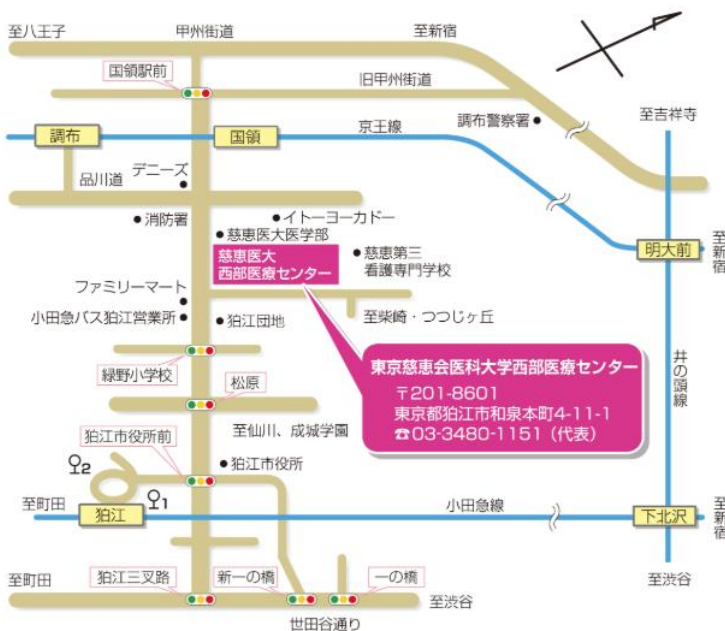 至八王子
甲州街道
至新宿
国領駅前
旧甲州街道
調布警察署
至吉祥寺
調布
国領
京王線
品川道
デニーズ
消防署
イトーヨーカドー
慈恵医大医学部
慈恵医大
西部医療センター
慈恵第三
看護専門学校
明大前
至新宿
ファミリーマート
小田急バス狛江営業所
狛江団地
至柴崎・つつじヶ丘
井の頭線
緑野小学校
東京慈恵会医科大学西部医療センター
〒201-8601
東京都狛江市和泉本町4-11-1
☎03-3480-1151（代表）
松原
至仙川、成城学園
狛江市役所前
狛江市役所
2
1
至町田
狛江
小田急線
下北沢
至新宿
至町田
狛江三叉路
新一の橋
一の橋
至渋谷
至渋谷
世田谷通り